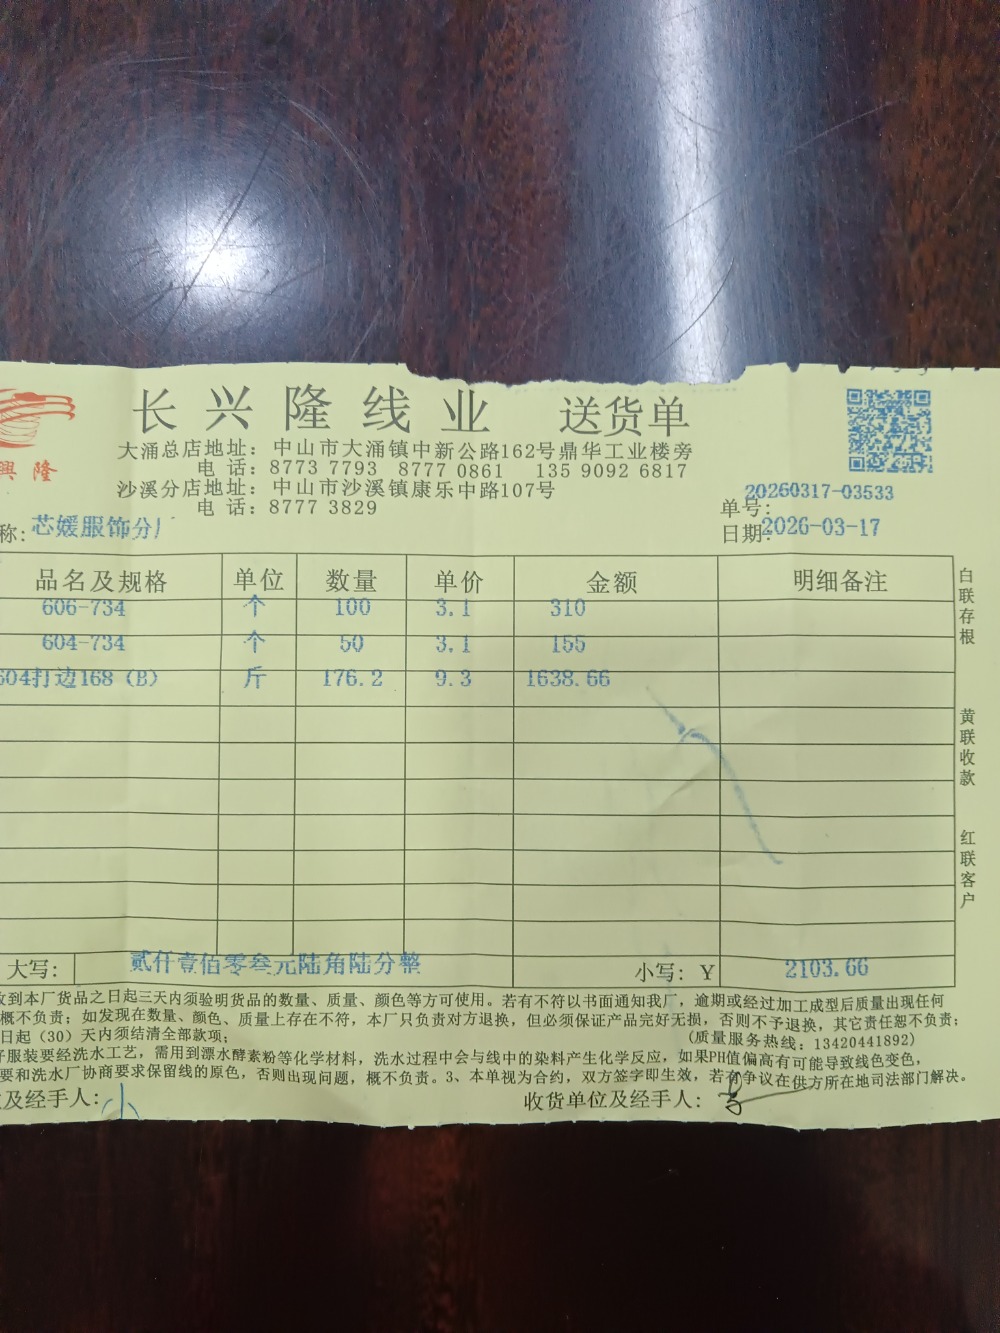 长兴隆线业 送货单
興隆
大涌总店地址：中山市大涌镇中新公路162号鼎华工业楼旁
电 话：8773 7793 8777 0861 135 9092 6817
沙溪分店地址：中山市沙溪镇康乐中路107号
电 话：8777 3829
单号：20260317-03533
称：芯媛服饰分厂
日期：2026-03-17
品名及规格 单位 数量 单价 金额 明细备注
606-734 个 100 3.1 310
604-734 个 50 3.1 155
604打边168（B） 斤 176.2 9.3 1638.66
白联存根
黄联收款
红联客户
大写： 贰仟壹佰零叁元陆角陆分整 小写：Y 2103.66
收到本厂货品之日起三天内须验明货品的数量、质量、颜色等方可使用。若有不符以书面通知我厂，逾期或经过加工成型后质量出现任何
概不负责；如发现在数量、颜色、质量上存在不符，本厂只负责对方退换，但必须保证产品完好无损，否则不予退换，其它责任恕不负责；
日起（30）天内须结清全部款项； （质量服务热线：13420441892）
服装要经洗水工艺，需用到漂水酵素粉等化学材料，洗水过程中会与线中的染料产生化学反应，如果PH值偏高有可能导致线色变色，
要和洗水厂协商要求保留线的原色，否则出现问题，概不负责。3、本单视为合约，双方签字即生效，若有争议在供方所在地司法部门解决。
及经手人： 收货单位及经手人：